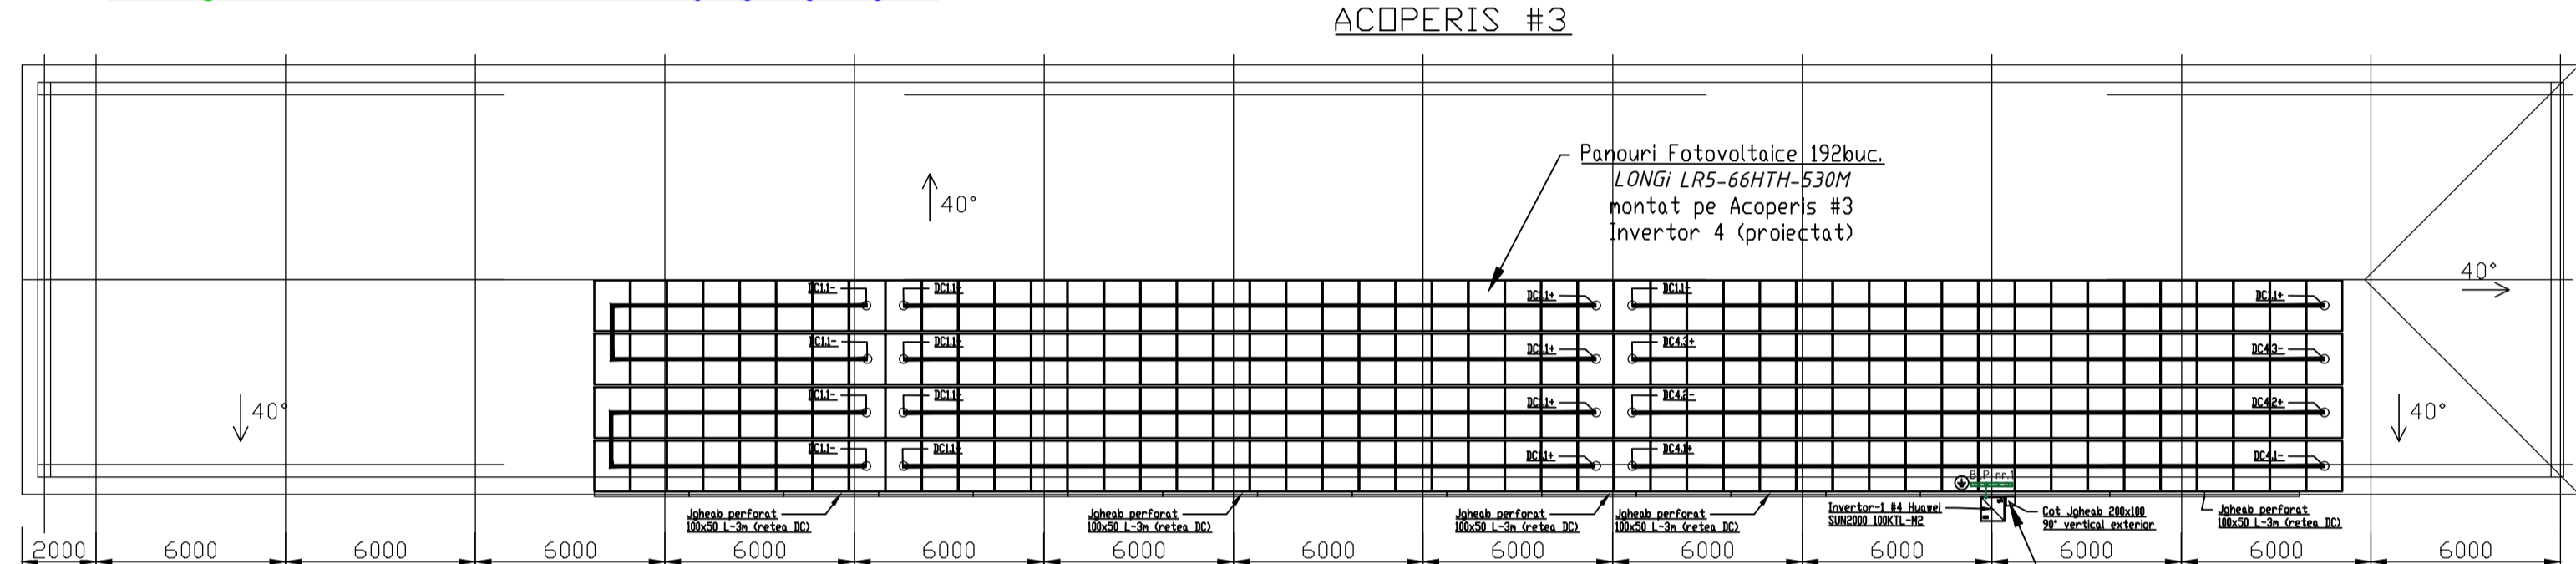 ACOPERIS #3
Panouri Fotovoltaice 192buc.
LONGi LR5-66HTH-530M
montat pe Acoperis #3
Invertor 4 (proiectat)
40°
40°
40°
40°
DC1.1-
DC1.1+
DC1.1+
DC1.1-
DC1.1+
DC4.3+
DC4.3-
DC1.1-
DC1.1+
DC4.2-
DC4.2+
DC1.1-
DC1.1+
DC4.1+
DC4.1-
nr.1
Jgheab perforat
100x50 L-3m (retea DC)
Jgheab perforat
100x50 L-3m (retea DC)
Jgheab perforat
100x50 L-3m (retea DC)
Jgheab perforat
100x50 L-3m (retea DC)
Invertor-1 #4 Huawei
SUN2000 100KTL-M2
Cot Jgheab 200x100
90° vertical exterior
Jgheab perforat
100x50 L-3m (retea DC)
2000 6000 6000 6000 6000 6000 6000 6000 6000 6000 6000 6000 6000 6000